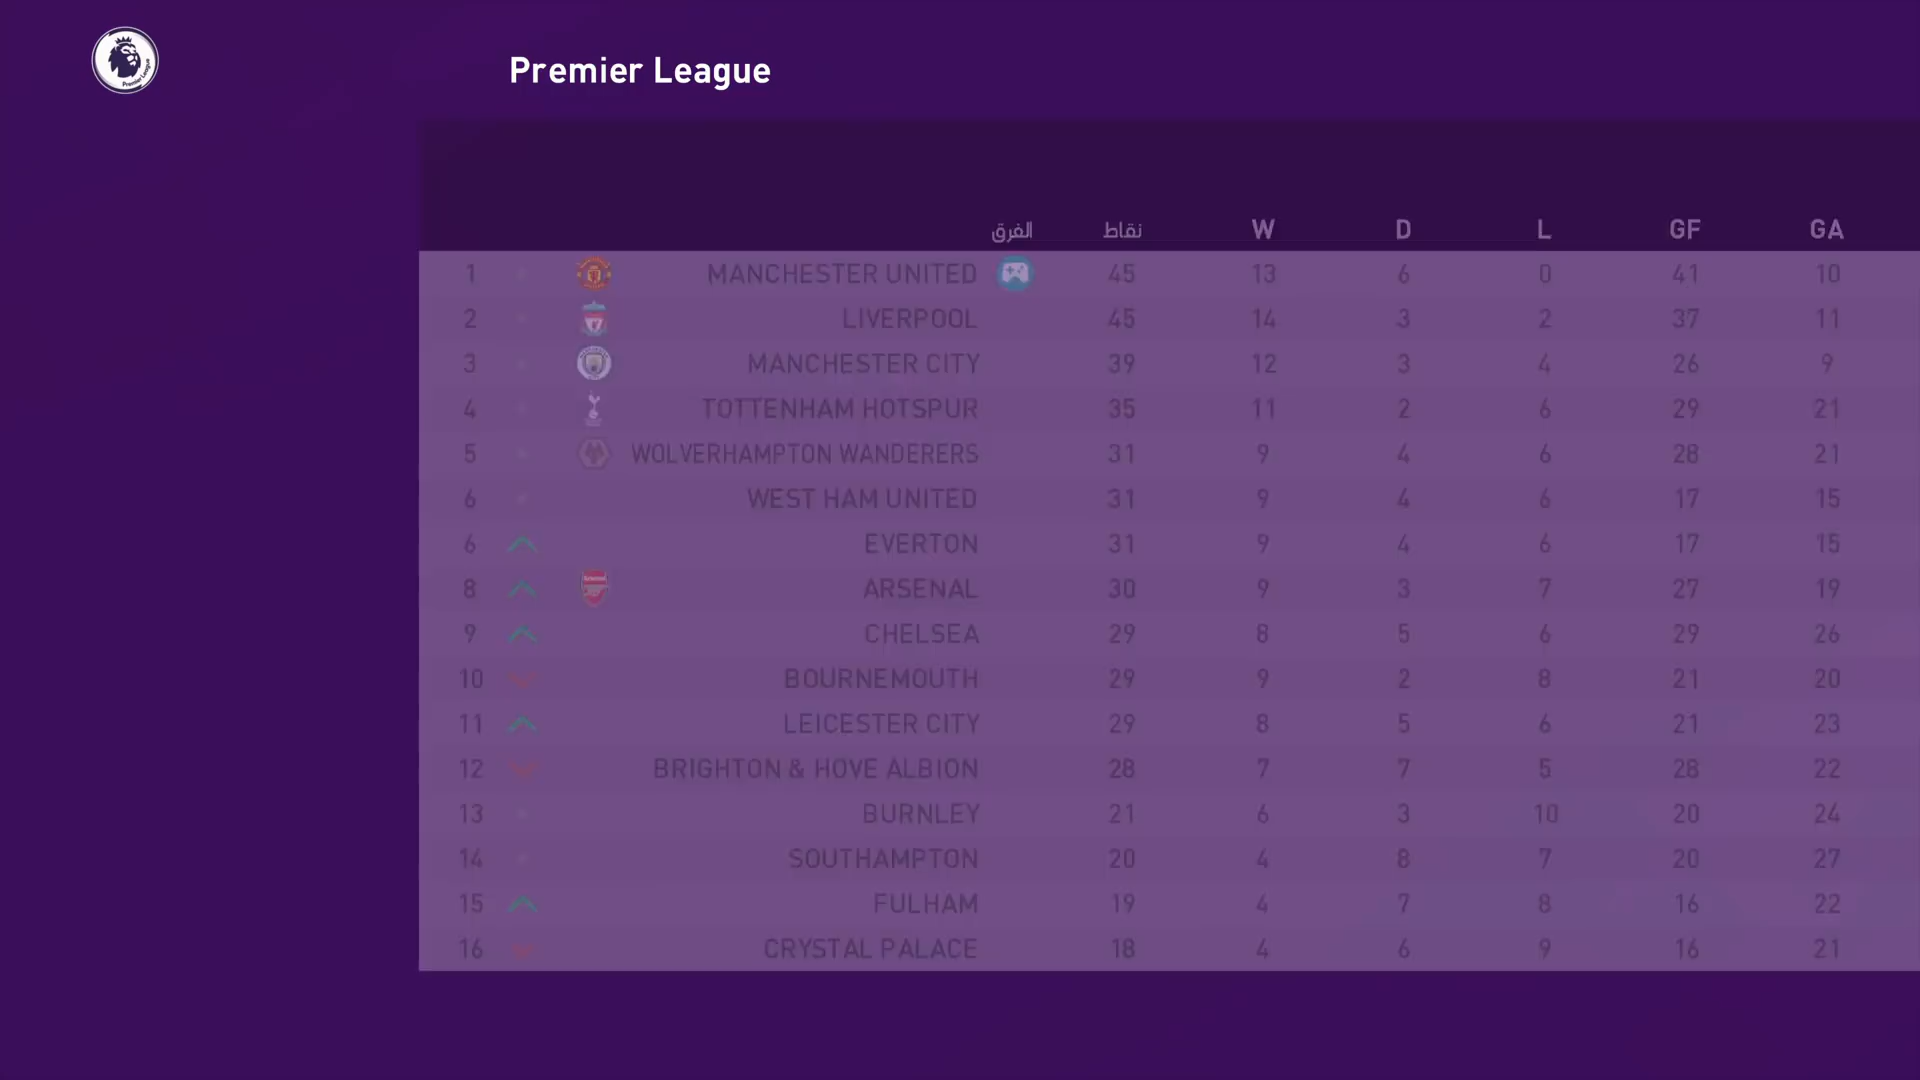 Premier League
الفرق نقاط W D L GF GA
1 MANCHESTER UNITED 45 13 6 0 41 10
2 LIVERPOOL 45 14 3 2 37 11
3 MANCHESTER CITY 39 12 3 4 26 9
4 TOTTENHAM HOTSPUR 35 11 2 6 29 21
5 WOLVERHAMPTON WANDERERS 31 9 4 6 28 21
6 WEST HAM UNITED 31 9 4 6 17 15
6 EVERTON 31 9 4 6 17 15
8 ARSENAL 30 9 3 7 27 19
9 CHELSEA 29 8 5 6 29 26
10 BOURNEMOUTH 29 9 2 8 21 20
11 LEICESTER CITY 29 8 5 6 21 23
12 BRIGHTON & HOVE ALBION 28 7 7 5 28 22
13 BURNLEY 21 6 3 10 20 24
14 SOUTHAMPTON 20 4 8 7 20 27
15 FULHAM 19 4 7 8 16 22
16 CRYSTAL PALACE 18 4 6 9 16 21